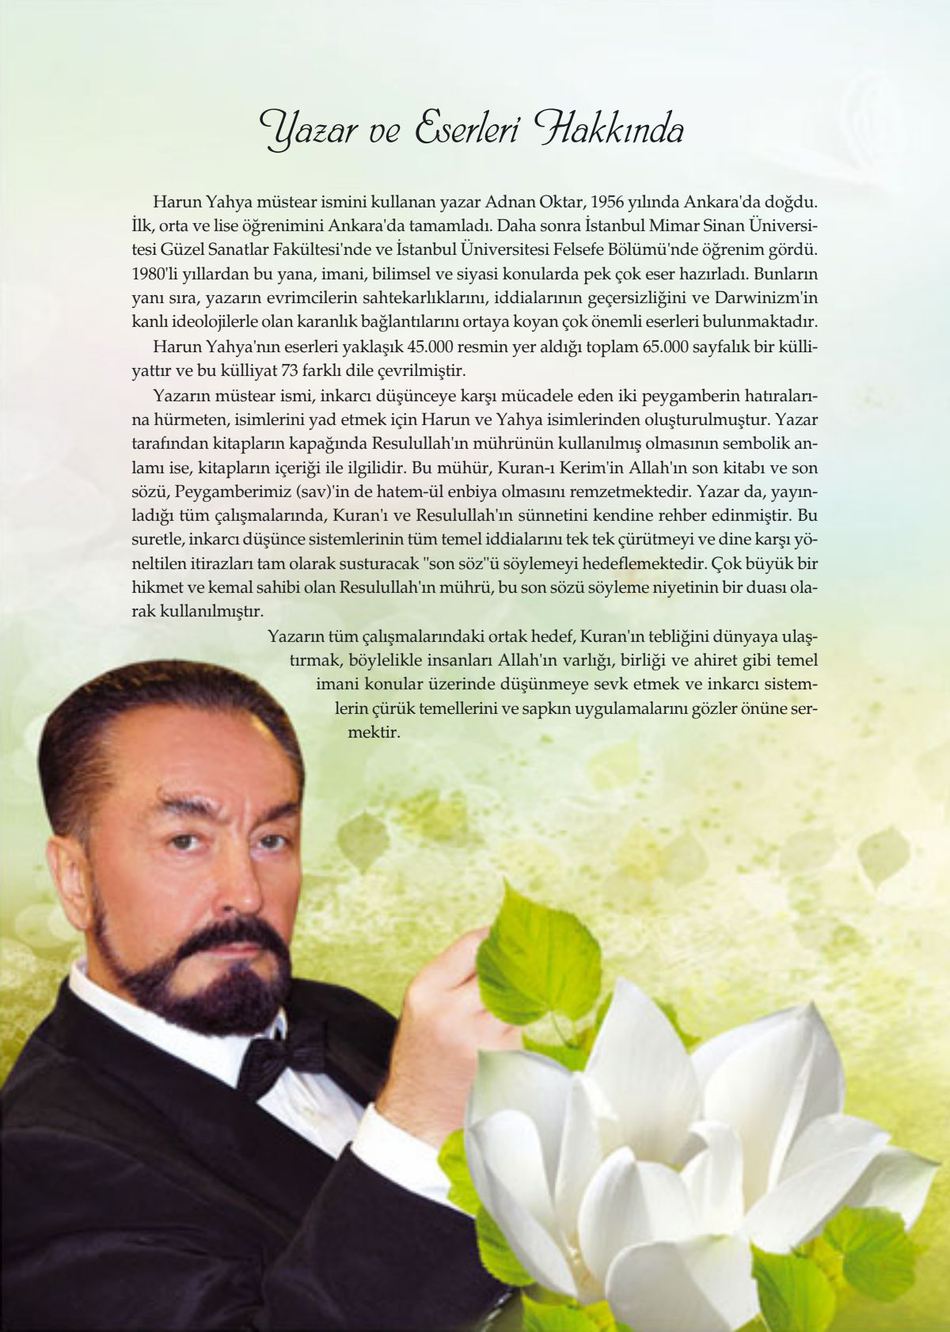 Yazar ve Eserleri Hakkında
Harun Yahya müstear ismini kullanan yazar Adnan Oktar, 1956 yılında Ankara'da doğdu.
İlk, orta ve lise öğrenimini Ankara'da tamamladı. Daha sonra İstanbul Mimar Sinan Üniversi-
tesi Güzel Sanatlar Fakültesi'nde ve İstanbul Üniversitesi Felsefe Bölümü'nde öğrenim gördü.
1980'li yıllardan bu yana, imani, bilimsel ve siyasi konularda pek çok eser hazırladı. Bunların
yanı sıra, yazarın evrimcilerin sahtekarlıklarını, iddialarının geçersizliğini ve Darwinizm'in
kanlı ideolojilerle olan karanlık bağlantılarını ortaya koyan çok önemli eserleri bulunmaktadır.
Harun Yahya'nın eserleri yaklaşık 45.000 resmin yer aldığı toplam 65.000 sayfalık bir külli-
yattır ve bu külliyat 73 farklı dile çevrilmiştir.
Yazarın müstear ismi, inkarcı düşünceye karşı mücadele eden iki peygamberin hatıraları-
na hürmeten, isimlerini yad etmek için Harun ve Yahya isimlerinden oluşturulmuştur. Yazar
tarafından kitapların kapağında Resulullah'ın mührünün kullanılmış olmasının sembolik an-
lamı ise, kitapların içeriği ile ilgilidir. Bu mühür, Kuran-ı Kerim'in Allah'ın son kitabı ve son
sözü, Peygamberimiz (sav)'in de hatem-ül enbiya olmasını remzetmektedir. Yazar da, yayın-
ladığı tüm çalışmalarında, Kuran'ı ve Resulullah'ın sünnetini kendine rehber edinmiştir. Bu
suretle, inkarcı düşünce sistemlerinin tüm temel iddialarını tek tek çürütmeyi ve dine karşı yö-
neltilen itirazları tam olarak susturacak "son söz"ü söylemeyi hedeflemektedir. Çok büyük bir
hikmet ve kemal sahibi olan Resulullah'ın mührü, bu son sözü söyleme niyetinin bir duası ola-
rak kullanılmıştır.
Yazarın tüm çalışmalarındaki ortak hedef, Kuran'ın tebliğini dünyaya ulaş-
tırmak, böylelikle insanları Allah'ın varlığı, birliği ve ahiret gibi temel
imani konular üzerinde düşünmeye sevk etmek ve inkarcı sistem-
lerin çürük temellerini ve sapkın uygulamalarını gözler önüne ser-
mektir.